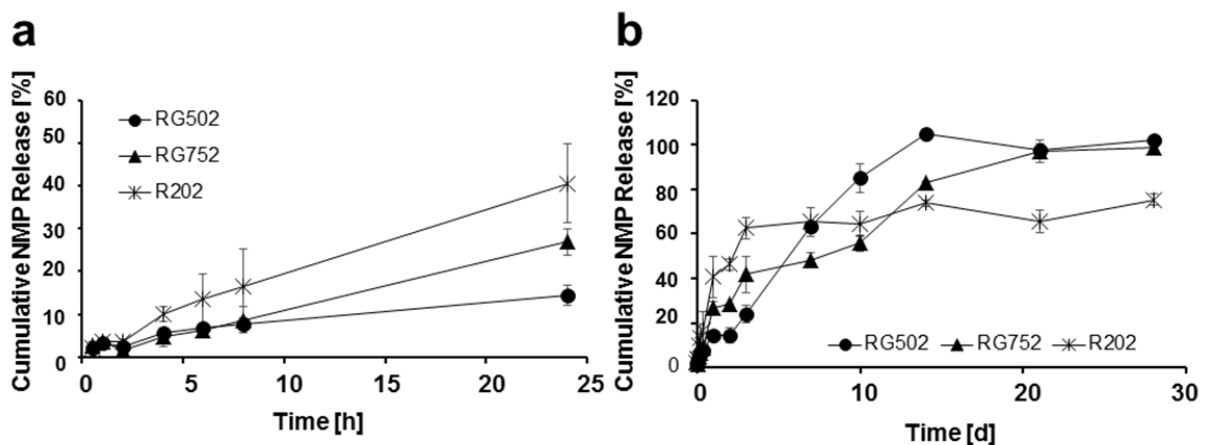 a
Cumulative NMP Release [%]
60
50
40
30
20
10
0
RG502
RG752
R202
0 5 10 15 20 25
Time [h]
b
Cumulative NMP Release [%]
120
100
80
60
40
20
0
RG502 RG752 R202
0 10 20 30
Time [d]